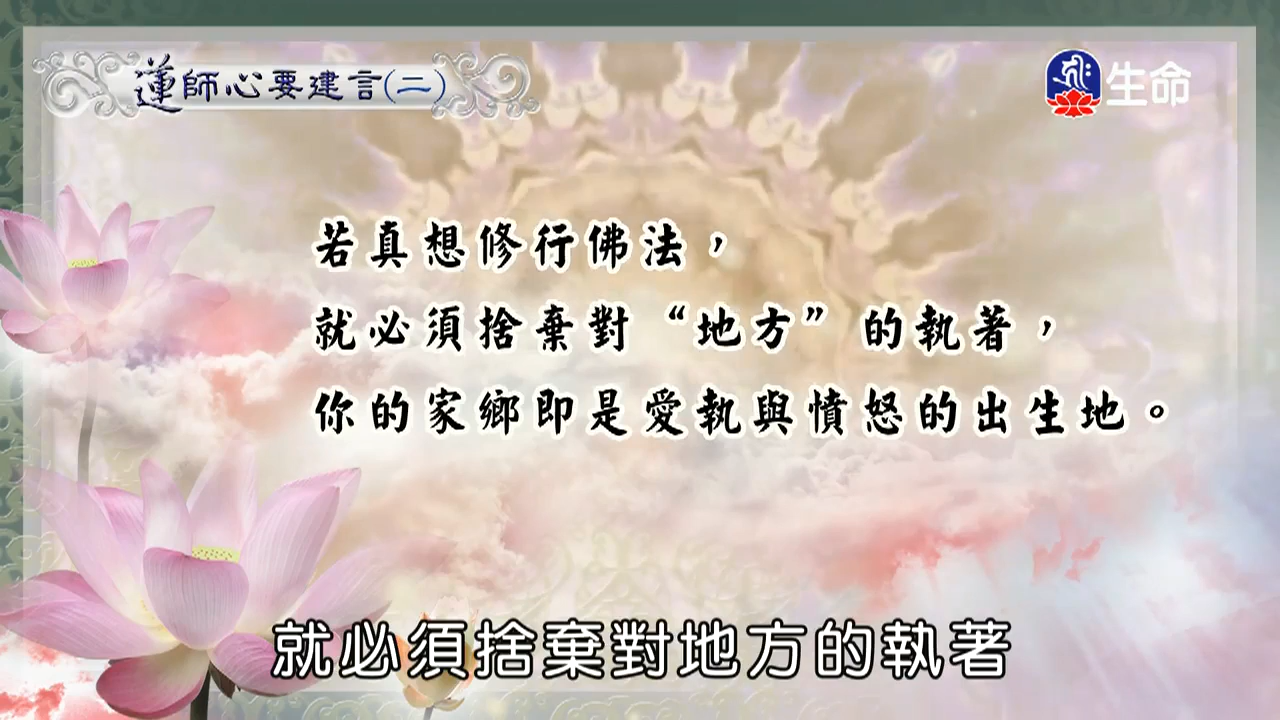 蓮師心要建言(二)
生命
若真想修行佛法，
就必須捨棄對“地方”的執著，
你的家鄉即是愛執與憤怒的出生地。
就必須捨棄對地方的執著